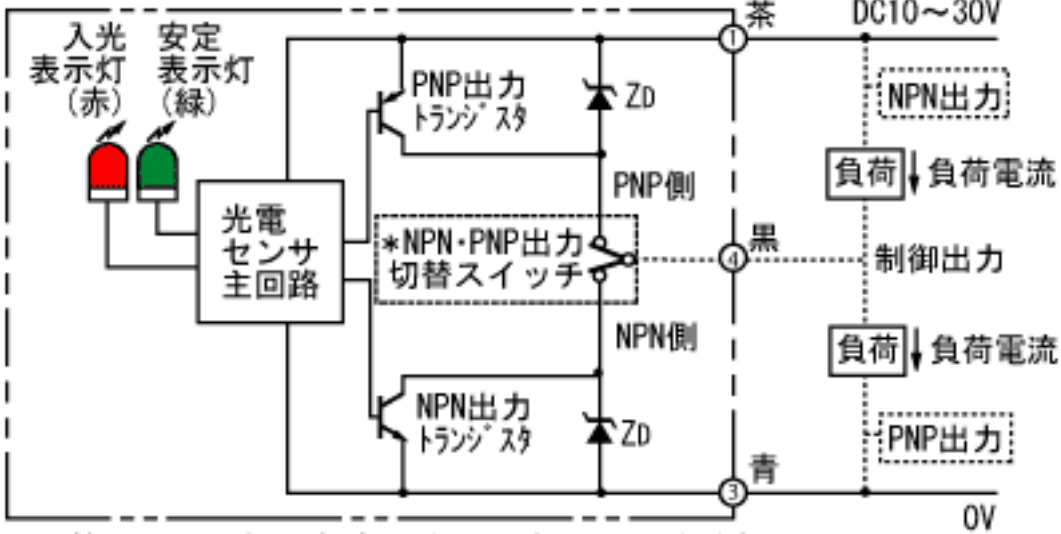 入光
表示灯
(赤)
安定
表示灯
(緑)
PNP出力
トランジスタ
ZD
PNP側
光電
センサ
主回路
*NPN・PNP出力
切替スイッチ
NPN側
NPN出力
トランジスタ
ZD
茶
1
DC10～30V
NPN出力
負荷
負荷電流
黒
4
制御出力
負荷
負荷電流
PNP出力
青
3
0V